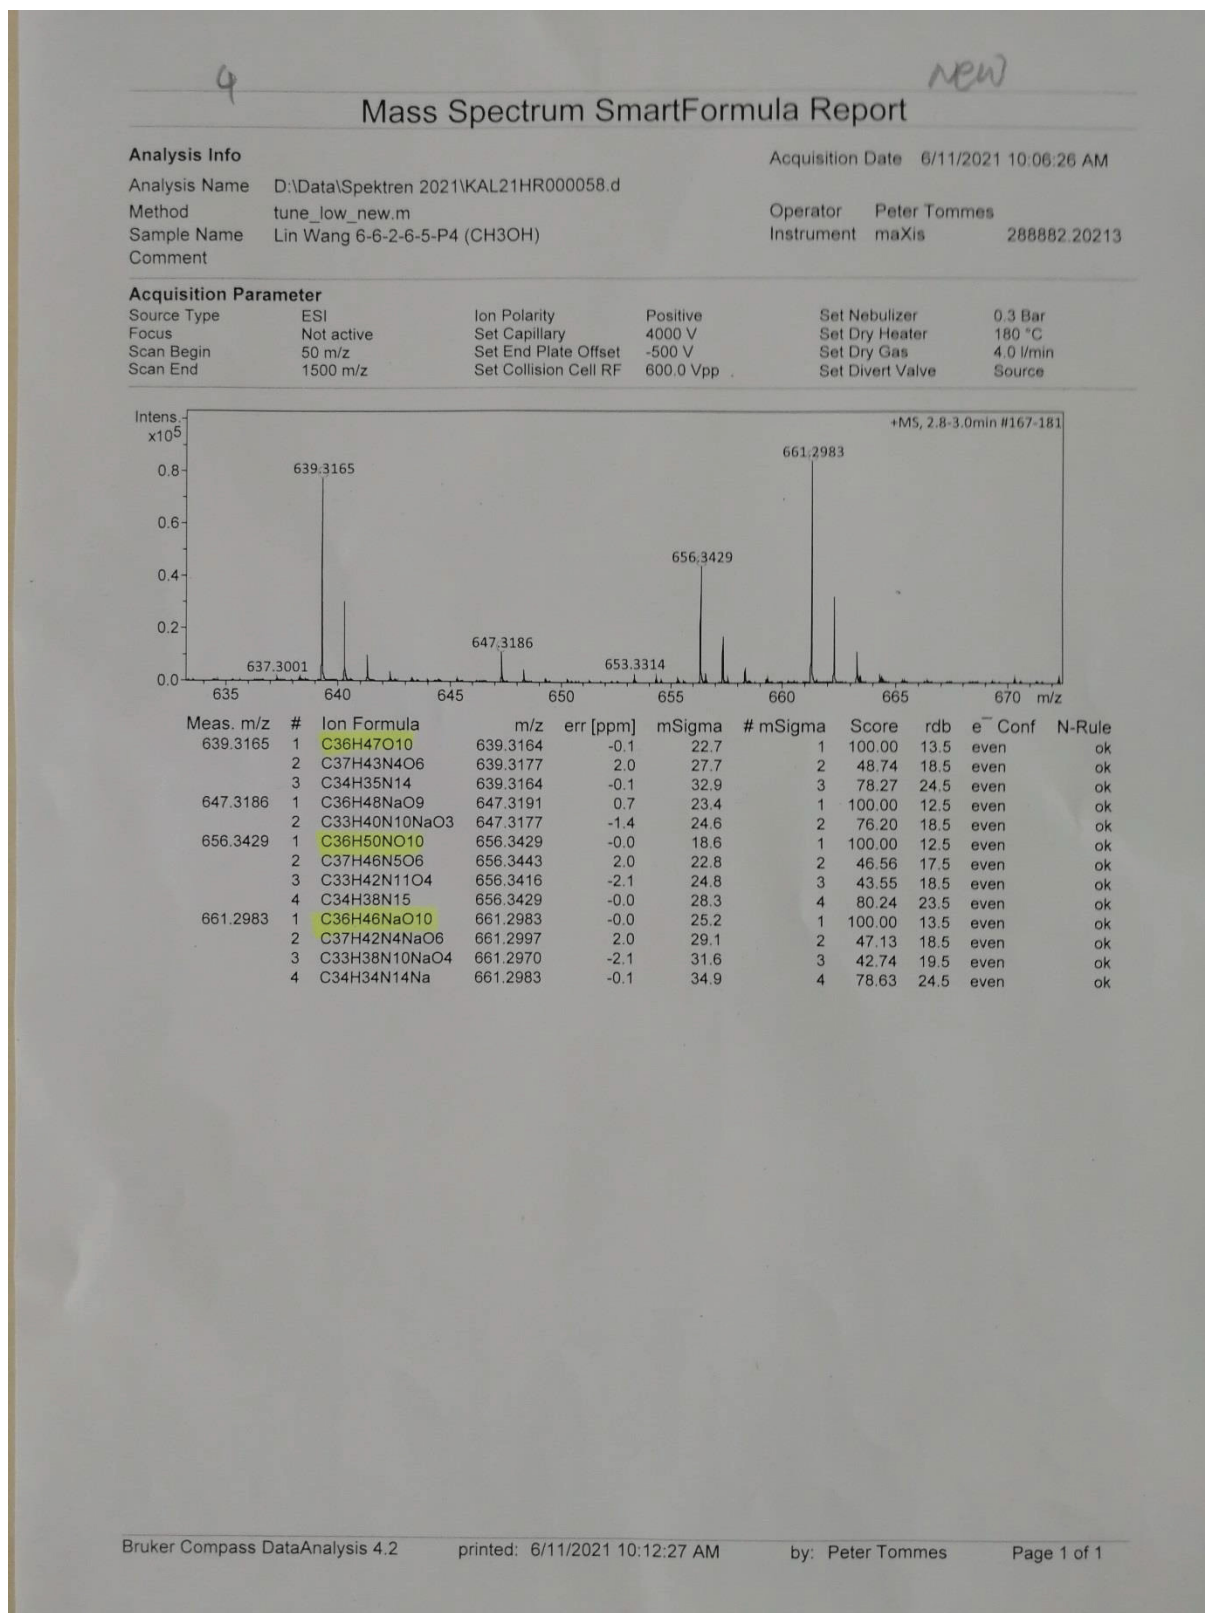 4 New
Mass Spectrum SmartFormula Report
Analysis Info Acquisition Date 6/11/2021 10:06:26 AM
Analysis Name D:\Data\Spektren 2021\KAL21HR000058.d
Method tune_low_new.m Operator Peter Tommes
Sample Name Lin Wang 6-6-2-6-5-P4 (CH3OH) Instrument maXis 288882.20213
Comment
Acquisition Parameter
Source Type ESI Ion Polarity Positive Set Nebulizer 0.3 Bar
Focus Not active Set Capillary 4000 V Set Dry Heater 180 °C
Scan Begin 50 m/z Set End Plate Offset -500 V Set Dry Gas 4.0 l/min
Scan End 1500 m/z Set Collision Cell RF 600.0 Vpp Set Divert Valve Source
Intens. +MS, 2.8-3.0min #167-181
x10⁵
661.2983
0.8 639.3165
0.6
656.3429
0.4
0.2
647.3186
637.3001 653.3314
0.0
635 640 645 650 655 660 665 670 m/z
Meas. m/z # Ion Formula m/z err [ppm] mSigma # mSigma Score rdb e⁻ Conf N-Rule
639.3165 1 C36H47O10 639.3164 -0.1 22.7 1 100.00 13.5 even ok
2 C37H43N4O6 639.3177 2.0 27.7 2 48.74 18.5 even ok
3 C34H35N14 639.3164 -0.1 32.9 3 78.27 24.5 even ok
647.3186 1 C36H48NaO9 647.3191 0.7 23.4 1 100.00 12.5 even ok
2 C33H40N10NaO3 647.3177 -1.4 24.6 2 76.20 18.5 even ok
656.3429 1 C36H50NO10 656.3429 -0.0 18.6 1 100.00 12.5 even ok
2 C37H46N5O6 656.3443 2.0 22.8 2 46.56 17.5 even ok
3 C33H42N11O4 656.3416 -2.1 24.8 3 43.55 18.5 even ok
4 C34H38N15 656.3429 -0.0 28.3 4 80.24 23.5 even ok
661.2983 1 C36H46NaO10 661.2983 -0.0 25.2 1 100.00 13.5 even ok
2 C37H42N4NaO6 661.2997 2.0 29.1 2 47.13 18.5 even ok
3 C33H38N10NaO4 661.2970 -2.1 31.6 3 42.74 19.5 even ok
4 C34H34N14Na 661.2983 -0.1 34.9 4 78.63 24.5 even ok
Bruker Compass DataAnalysis 4.2 printed: 6/11/2021 10:12:27 AM by: Peter Tommes Page 1 of 1